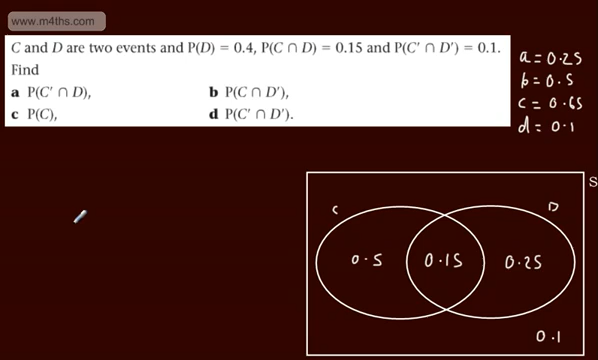 www.m4ths.com
C and D are two events and P(D) = 0.4, P(C ∩ D) = 0.15 and P(C′ ∩ D′) = 0.1.
Find
a P(C′ ∩ D), b P(C ∩ D′),
c P(C), d P(C′ ∩ D′).
a = 0.25
b = 0.5
c = 0.65
d = 0.1
S
C D
0.5 0.15 0.25
0.1